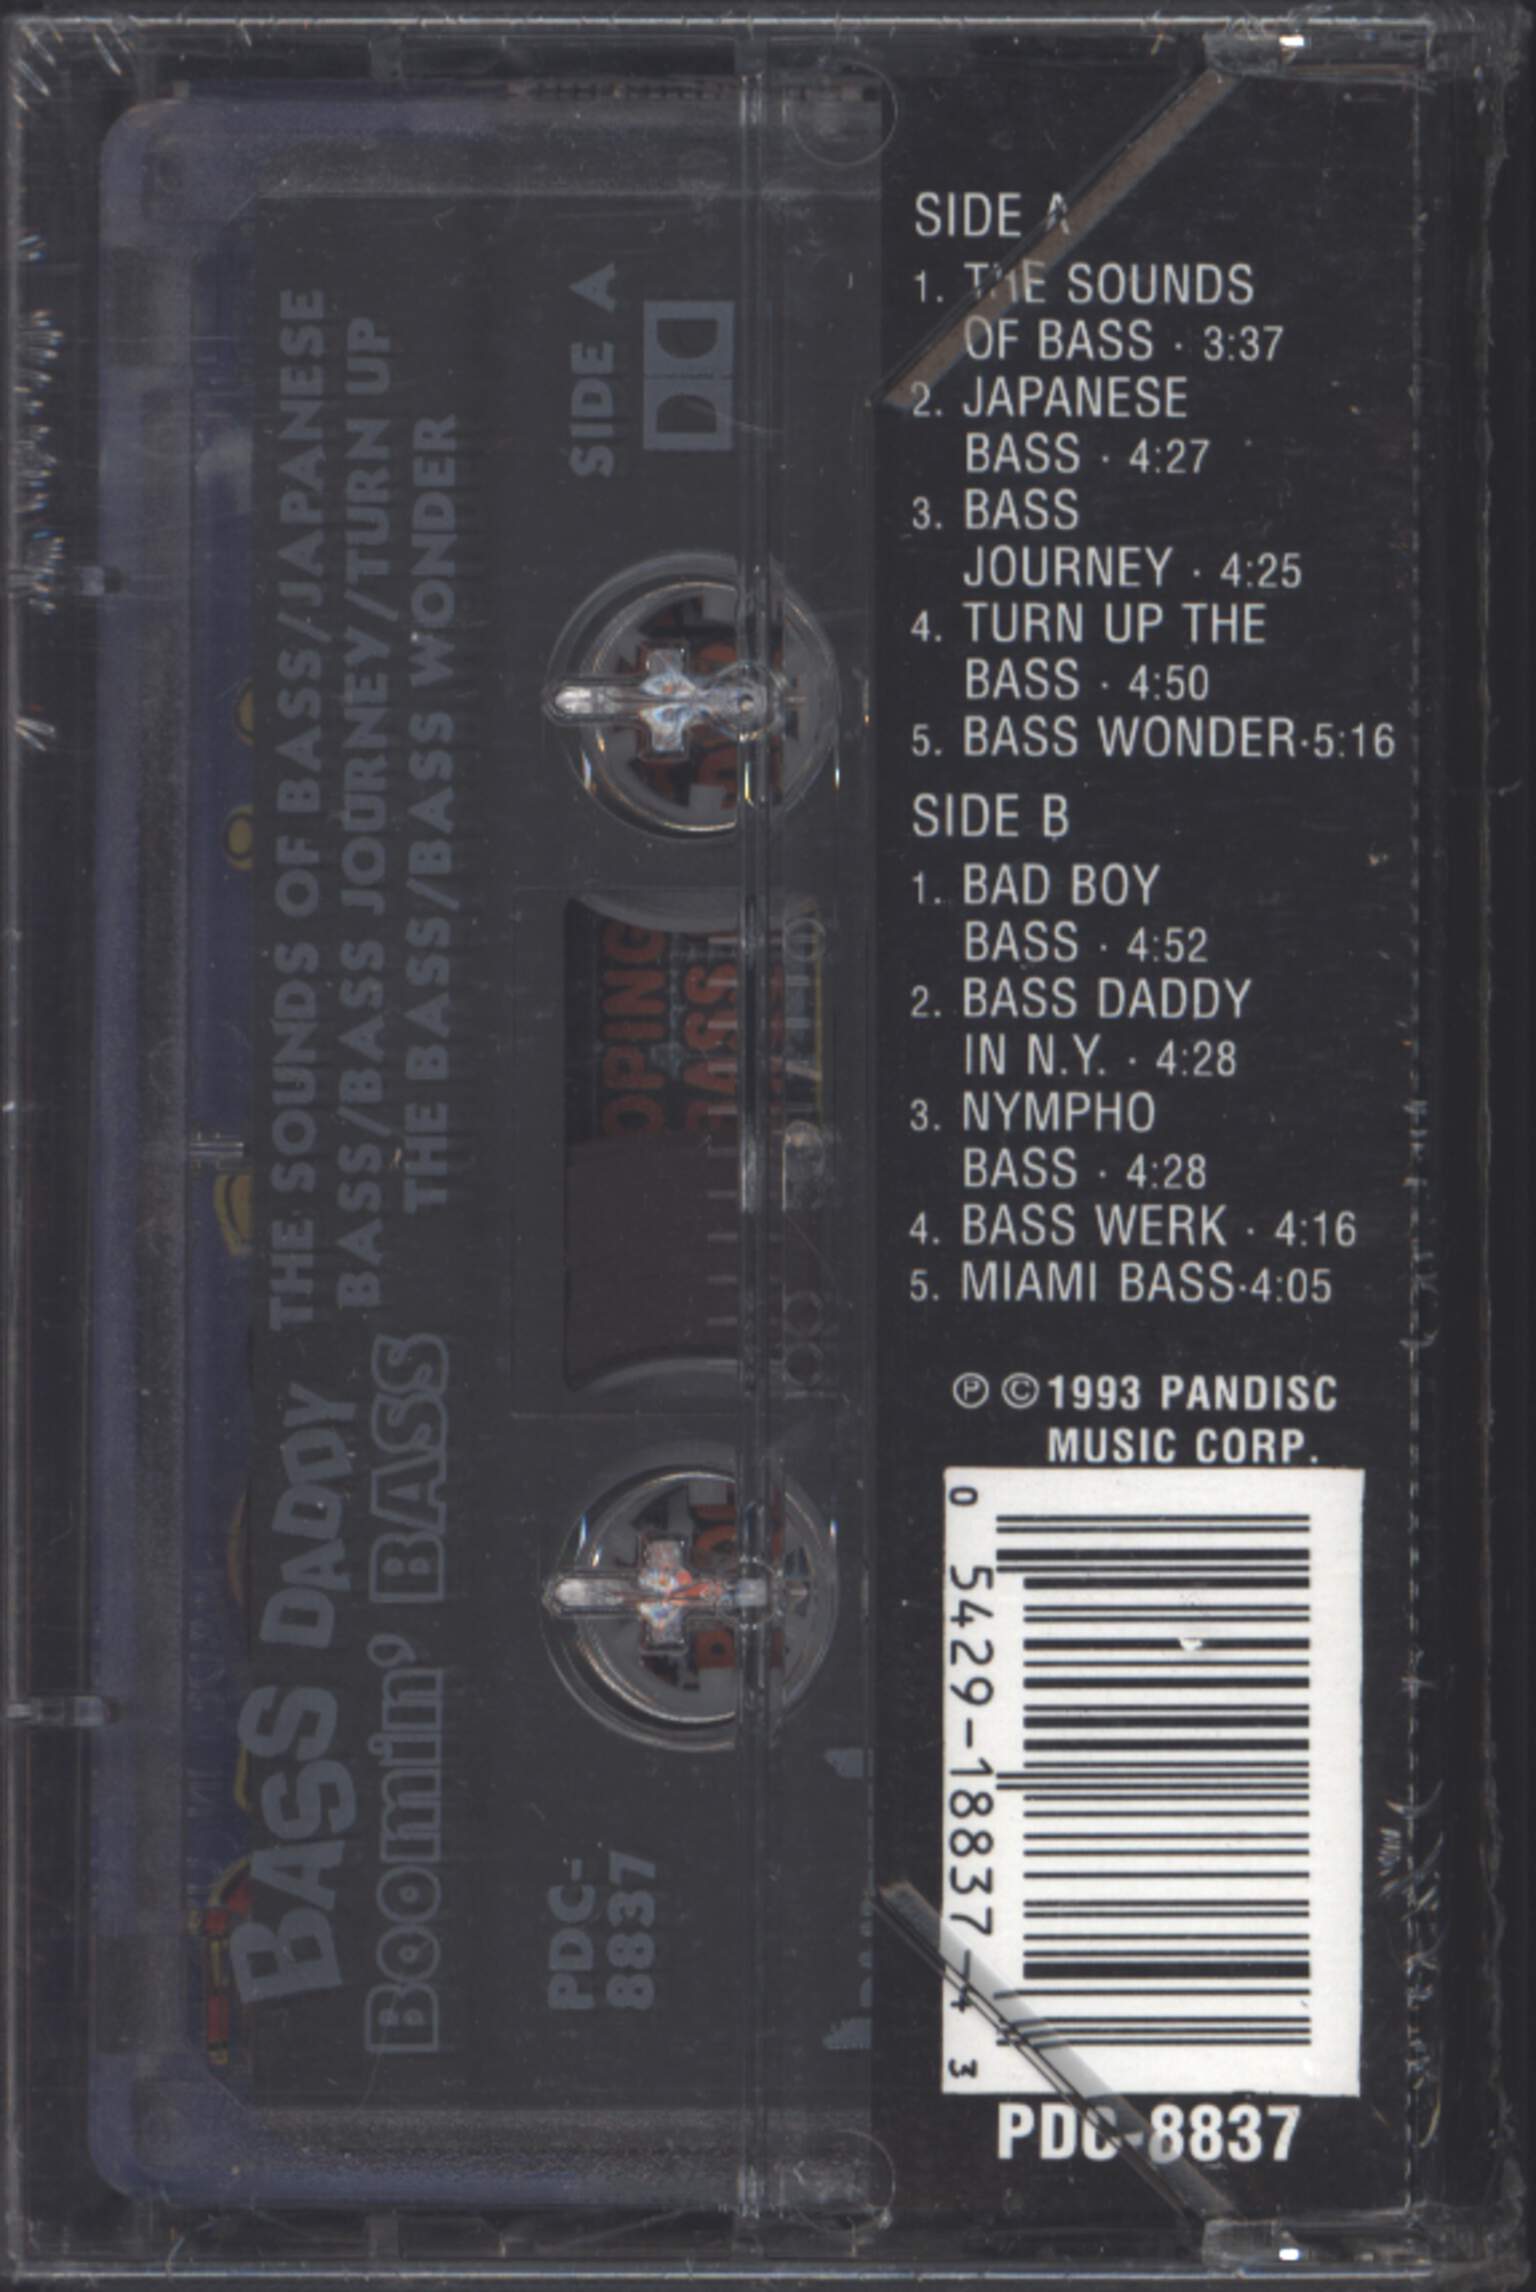 SIDE A
1. THE SOUNDS
OF BASS · 3:37
2. JAPANESE
BASS · 4:27
3. BASS
JOURNEY · 4:25
4. TURN UP THE
BASS · 4:50
5. BASS WONDER·5:16
SIDE B
1. BAD BOY
BASS · 4:52
2. BASS DADDY
IN N.Y. · 4:28
3. NYMPHO
BASS · 4:28
4. BASS WERK · 4:16
5. MIAMI BASS·4:05
℗ ©1993 PANDISC
MUSIC CORP.
0 5429-18837-4 3
PDC-8837
BASS DADDY
BOOMIN' BASS
THE SOUNDS OF BASS/JAPANESE
BASS/BASS JOURNEY/TURN UP
THE BASS/BASS WONDER
SIDE A
PDC-
8837
OPING
BASS